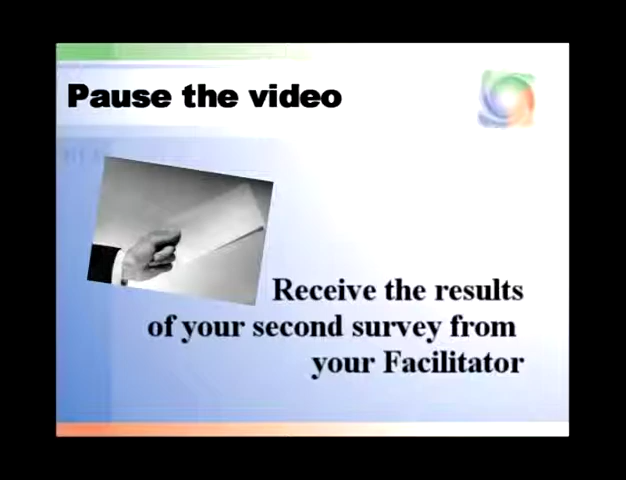 Pause the video
Receive the results
of your second survey from
your Facilitator